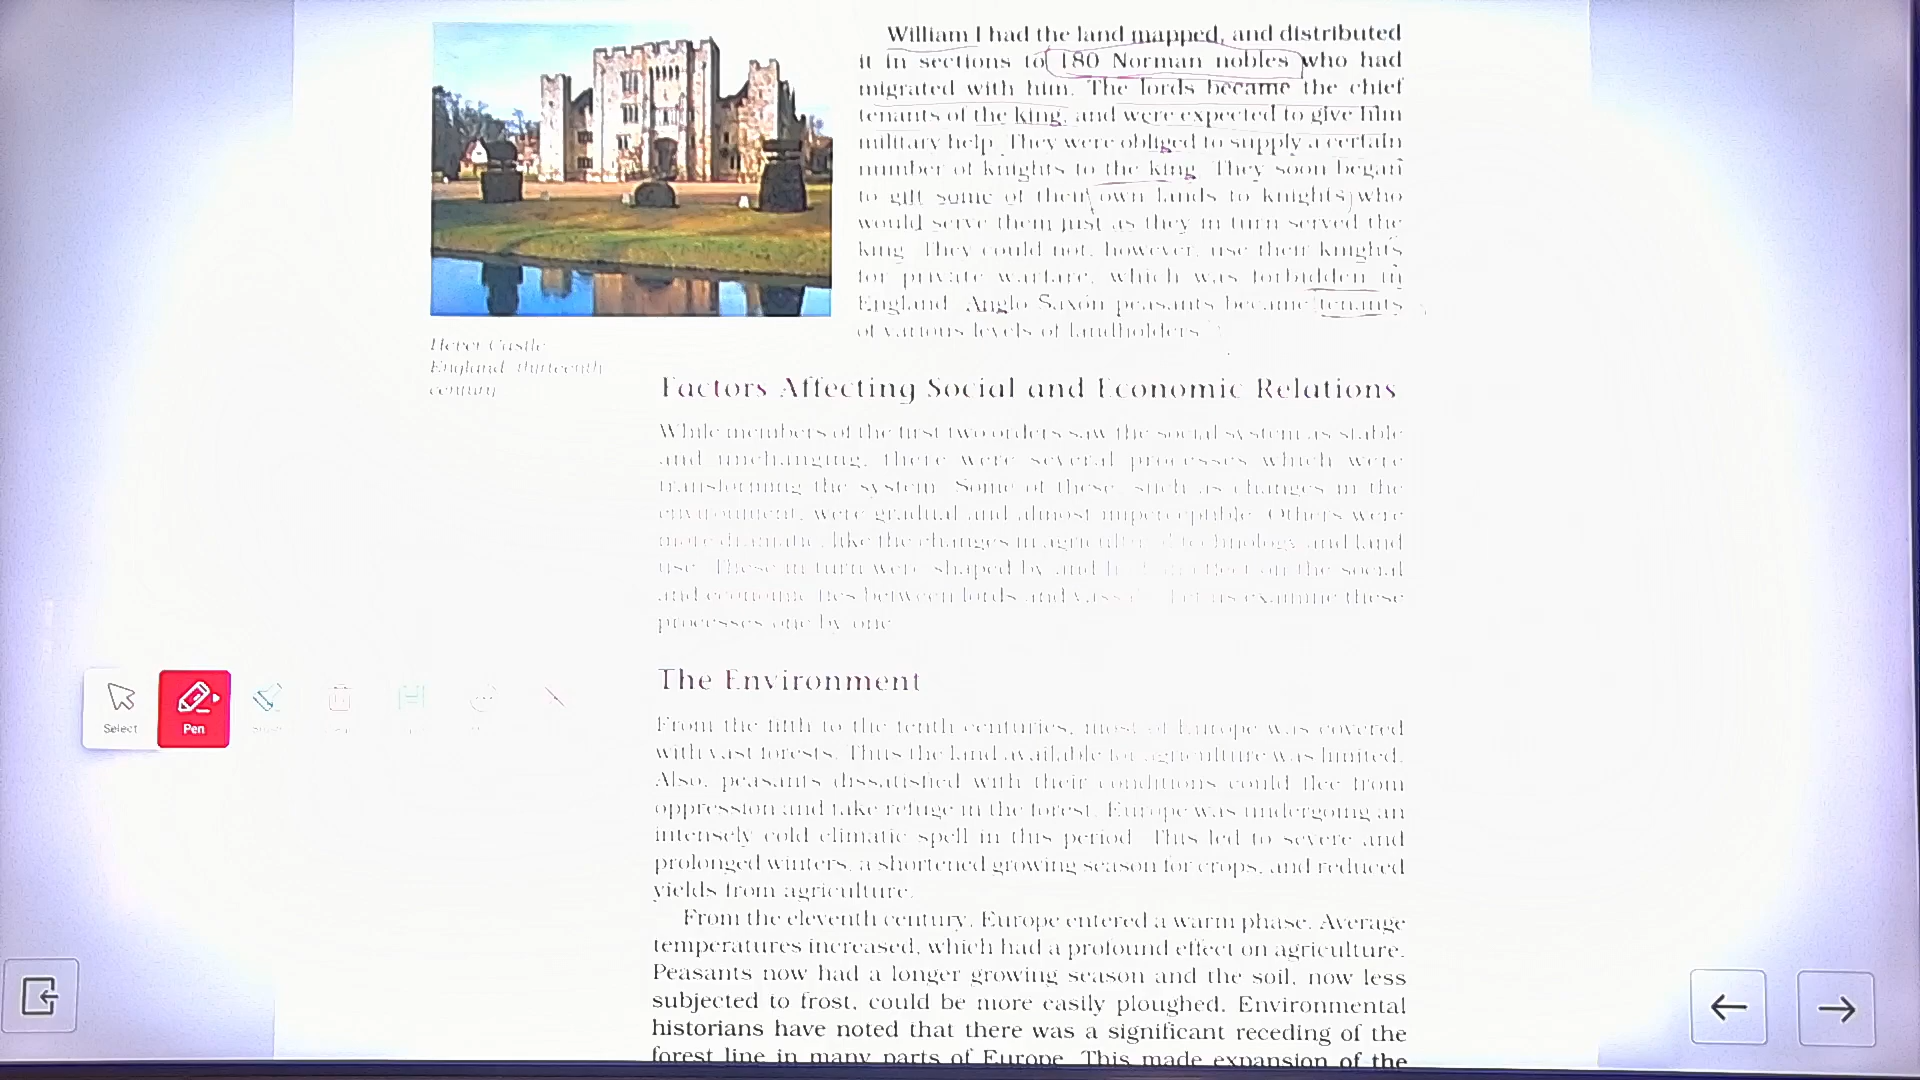 William I had the land mapped, and distributed
it in sections to 180 Norman nobles who had
migrated with him. The lords became the chief
tenants of the king, and were expected to give him
military help. They were obliged to supply a certain
number of knights to the king. They soon began
to gift some of their own lands to knights who
would serve them just as they in turn served the
king. They could not, however, use their knights
for private warfare, which was forbidden in
England. Anglo-Saxon peasants became tenants
of various levels of landholders.
Hever Castle,
England, thirteenth
century.
Factors Affecting Social and Economic Relations
While members of the first two orders saw the social system as stable
and unchanging, there were several processes which were
transforming the system. Some of these, such as changes in the
environment, were gradual and almost imperceptible. Others were
more dramatic, like the changes in agricultural technology and land
use. These in turn were shaped by and had an effect on the social
and economic ties between lords and vassals. Let us examine these
processes one by one.
Select
Pen
The Environment
From the fifth to the tenth centuries, most of Europe was covered
with vast forests. Thus the land available for agriculture was limited.
Also, peasants dissatisfied with their conditions could flee from
oppression and take refuge in the forest. Europe was undergoing an
intensely cold climatic spell in this period. This led to severe and
prolonged winters, a shortened growing season for crops, and reduced
yields from agriculture.
From the eleventh century, Europe entered a warm phase. Average
temperatures increased, which had a profound effect on agriculture.
Peasants now had a longer growing season and the soil, now less
subjected to frost, could be more easily ploughed. Environmental
historians have noted that there was a significant receding of the
forest line in many parts of Europe. This made expansion of the